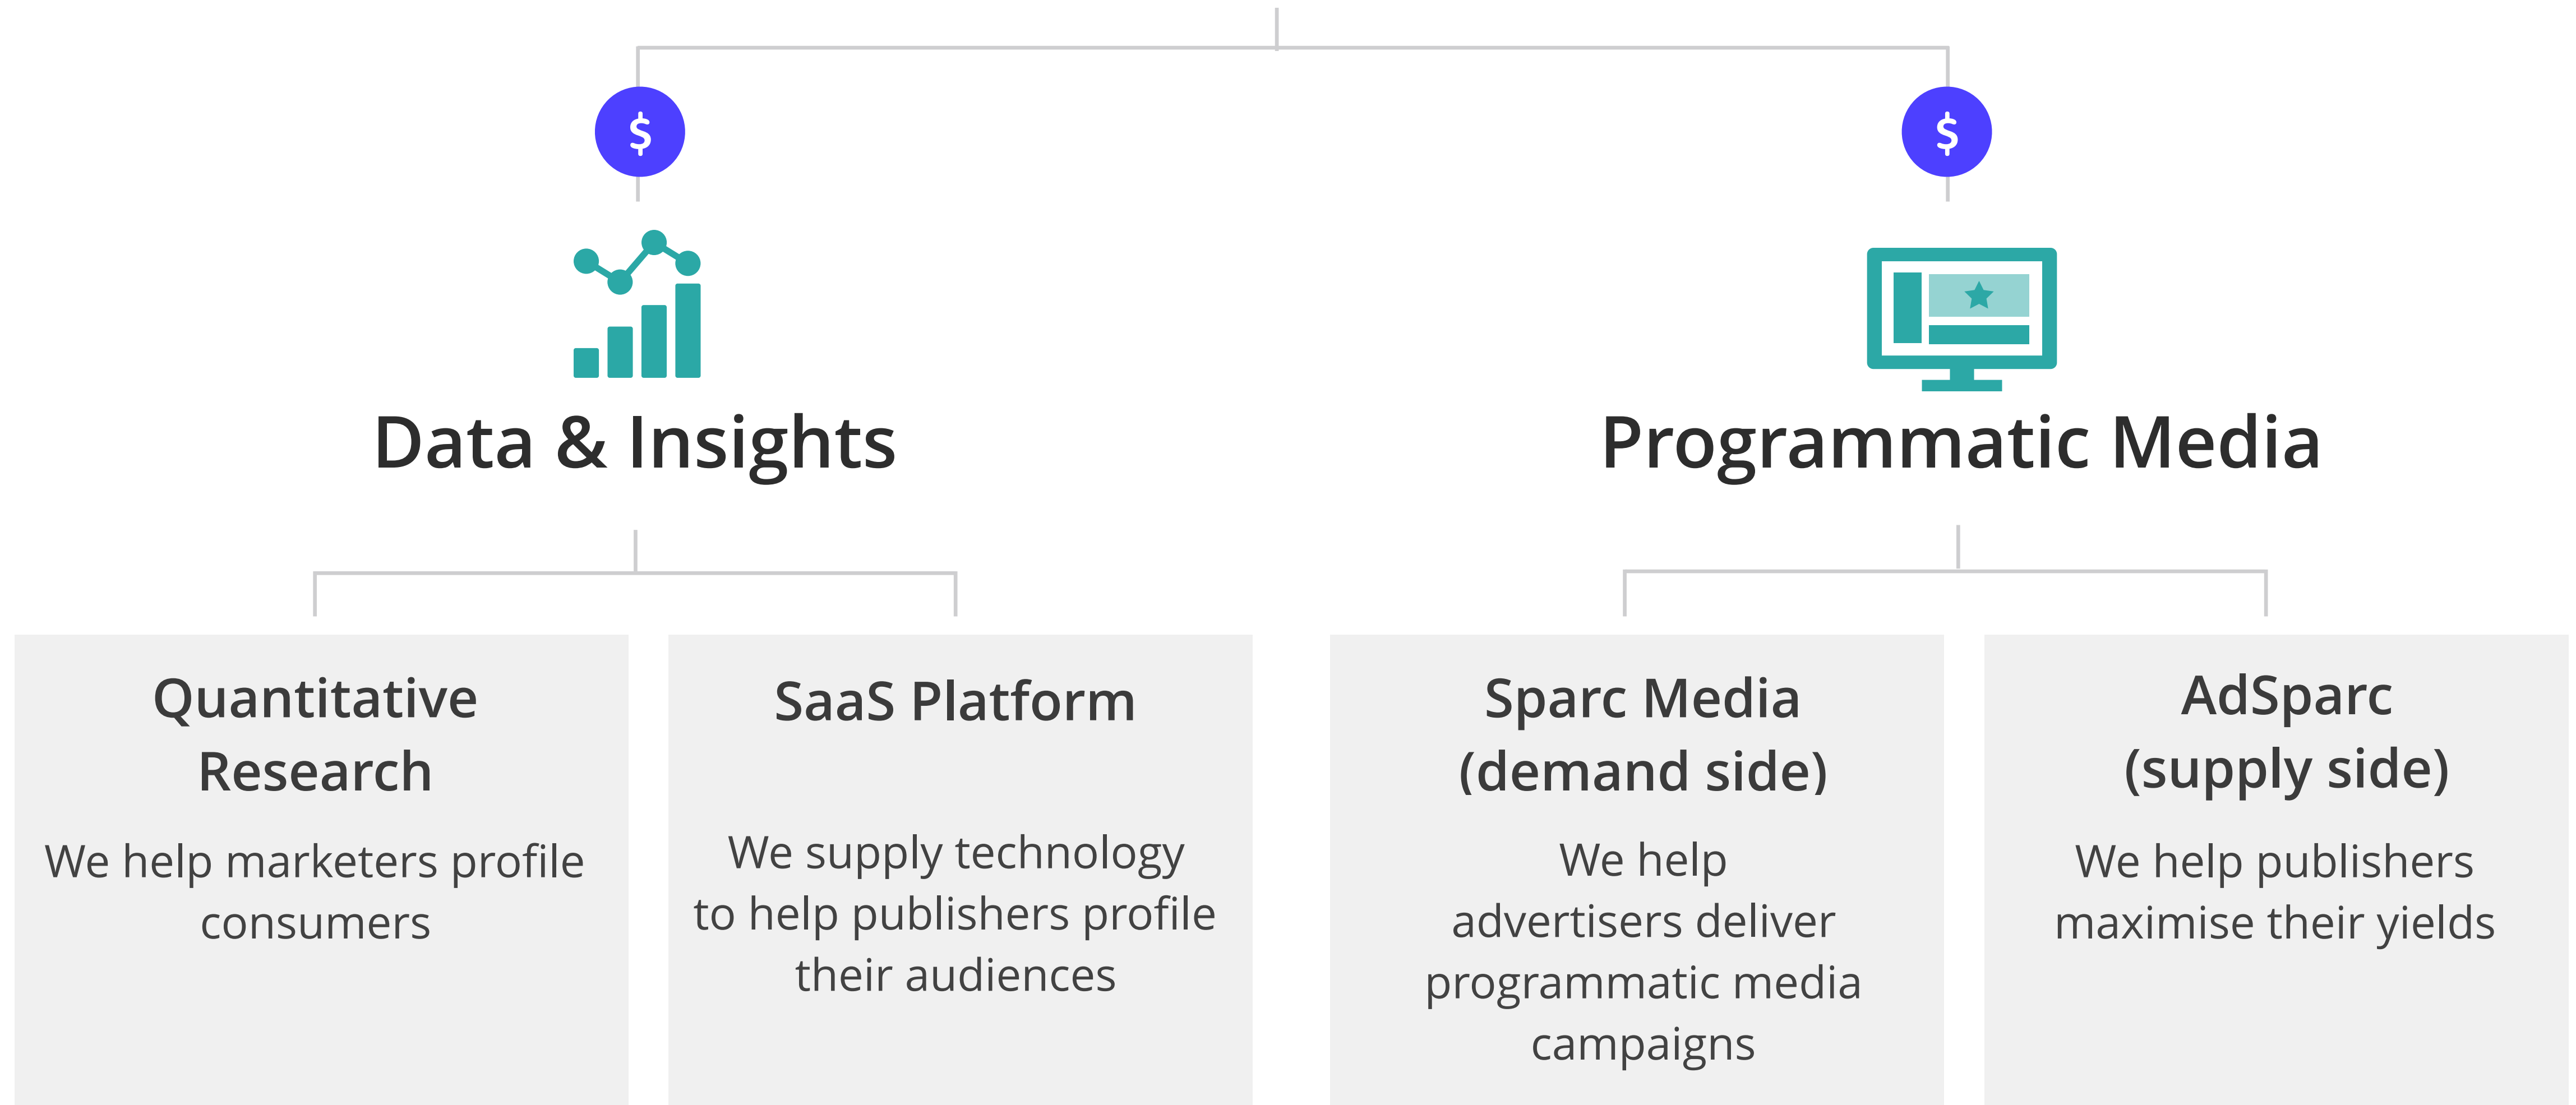 $
$
Data & Insights
Programmatic Media
Quantitative
Research
We help marketers profile
consumers
SaaS Platform
We supply technology
to help publishers profile
their audiences
Sparc Media
(demand side)
We help
advertisers deliver
programmatic media
campaigns
AdSparc
(supply side)
We help publishers
maximise their yields